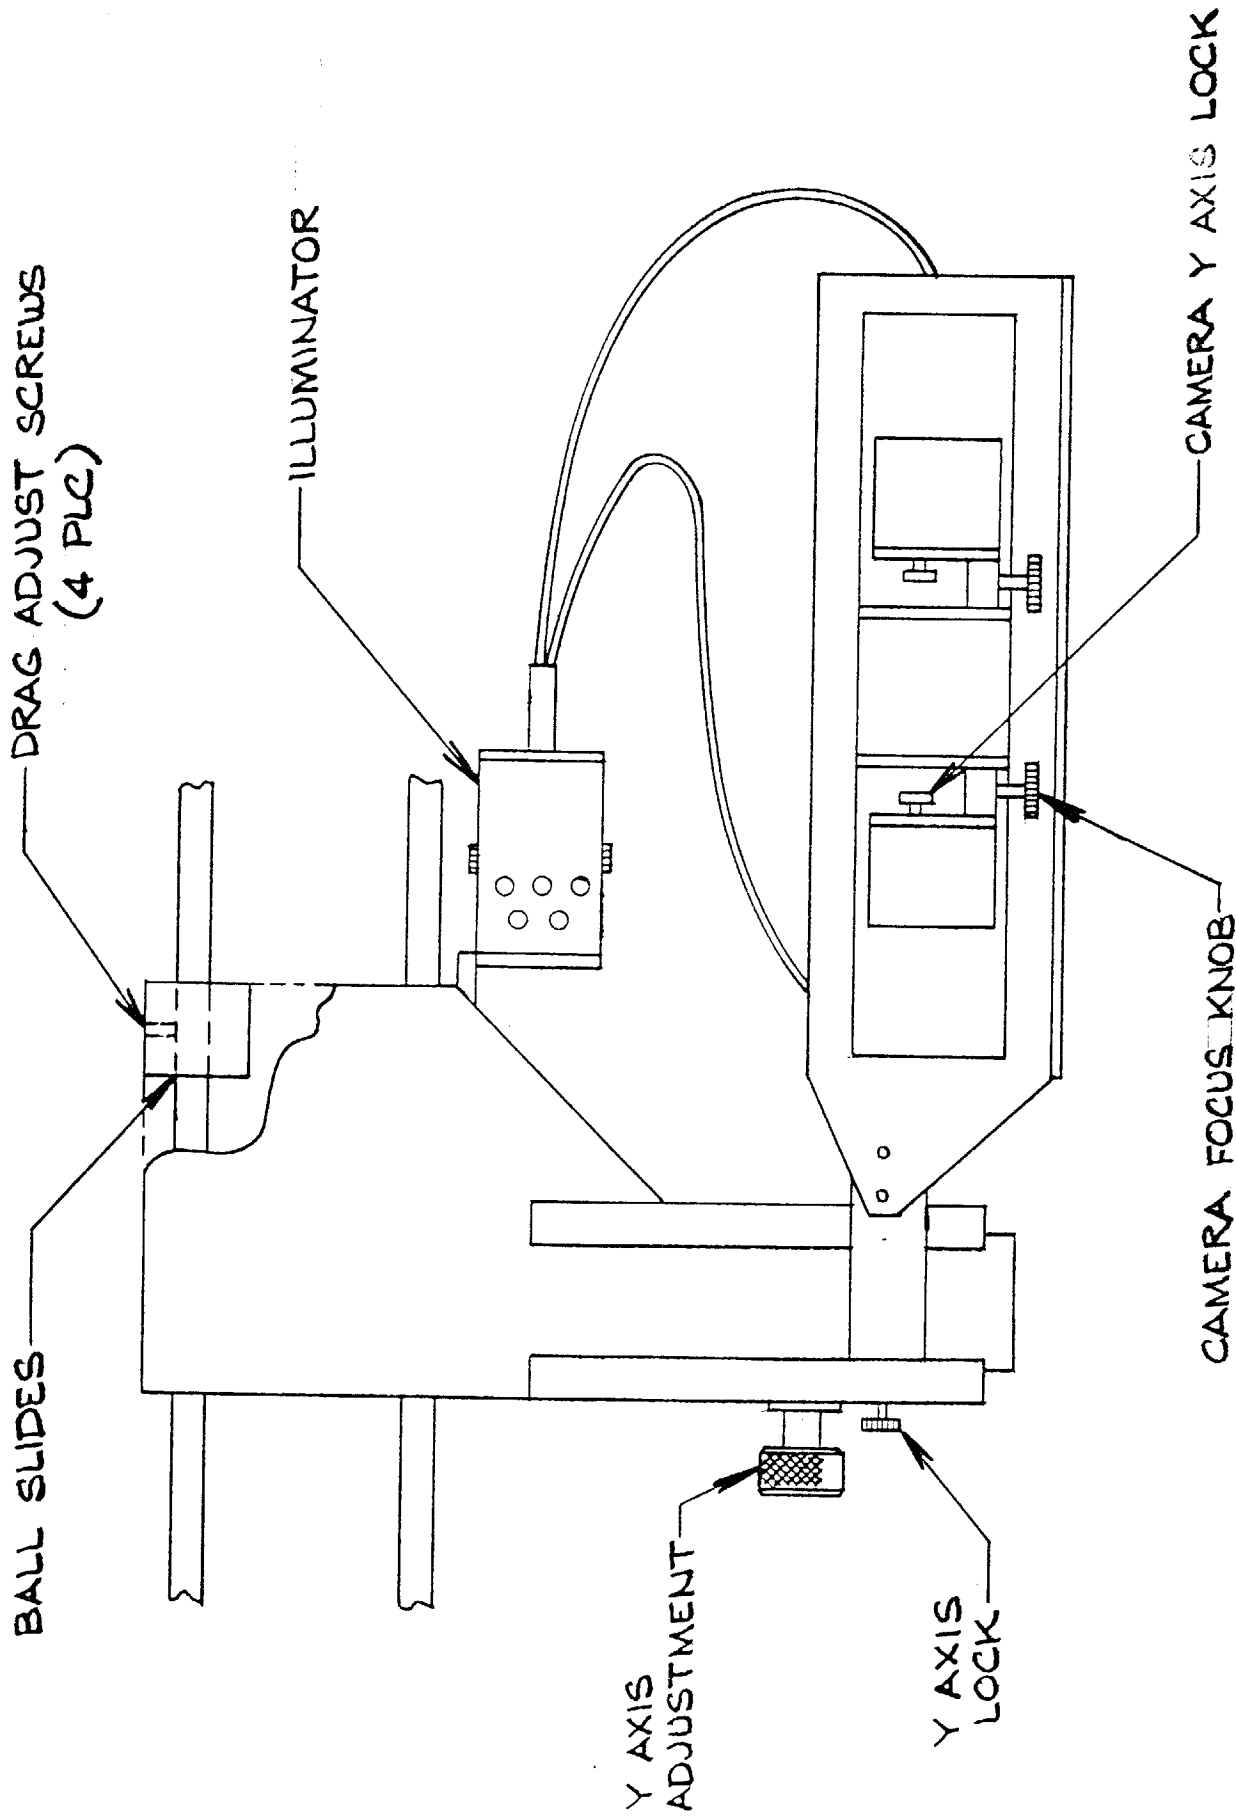 BALL SLIDES
DRAG ADJUST SCREWS
(4 PLC)
ILLUMINATOR
Y AXIS
ADJUSTMENT
Y AXIS
LOCK
CAMERA FOCUS KNOB
CAMERA Y AXIS LOCK